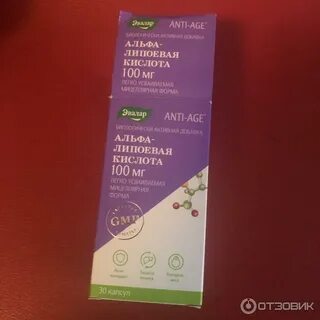 Эвалар ANTI-AGE
БИОЛОГИЧЕСКИ АКТИВНАЯ ДОБАВКА
АЛЬФА-
ЛИПОЕВАЯ
КИСЛОТА
100 МГ
ЛЕГКО УСВАИВАЕМАЯ
МИЦЕЛЛЯРНАЯ ФОРМА
Эвалар ANTI-AGE
БИОЛОГИЧЕСКИ АКТИВНАЯ ДОБАВКА
АЛЬФА-
ЛИПОЕВАЯ
КИСЛОТА
100 МГ
ЛЕГКО УСВАИВАЕМАЯ
МИЦЕЛЛЯРНАЯ
ФОРМА
GMP
30 капсул
ОТЗОВИК